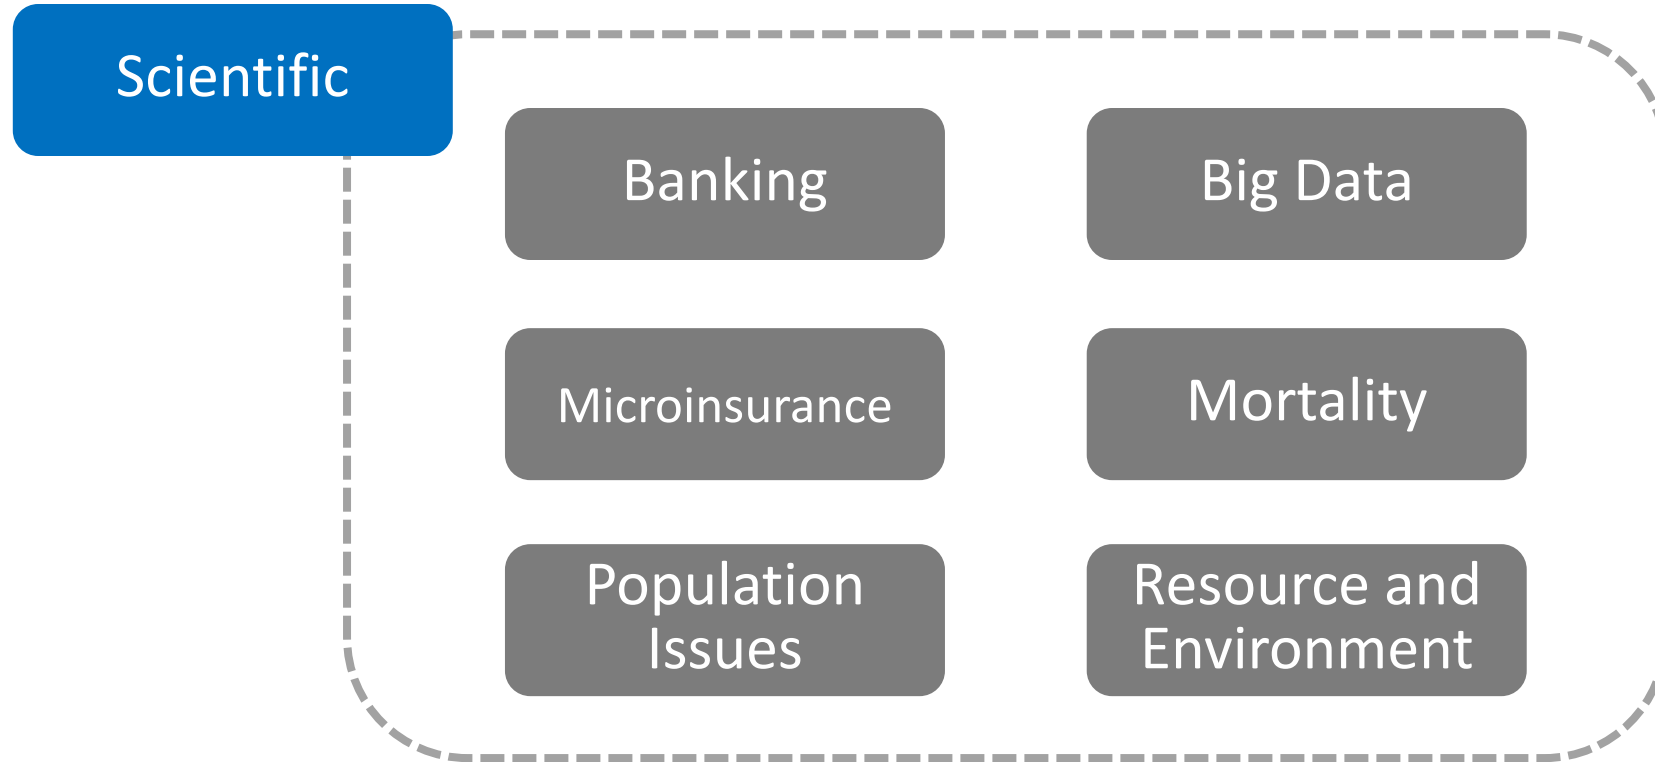 Scientific
Banking
Big Data
Microinsurance
Mortality
Population
Issues
Resource and
Environment